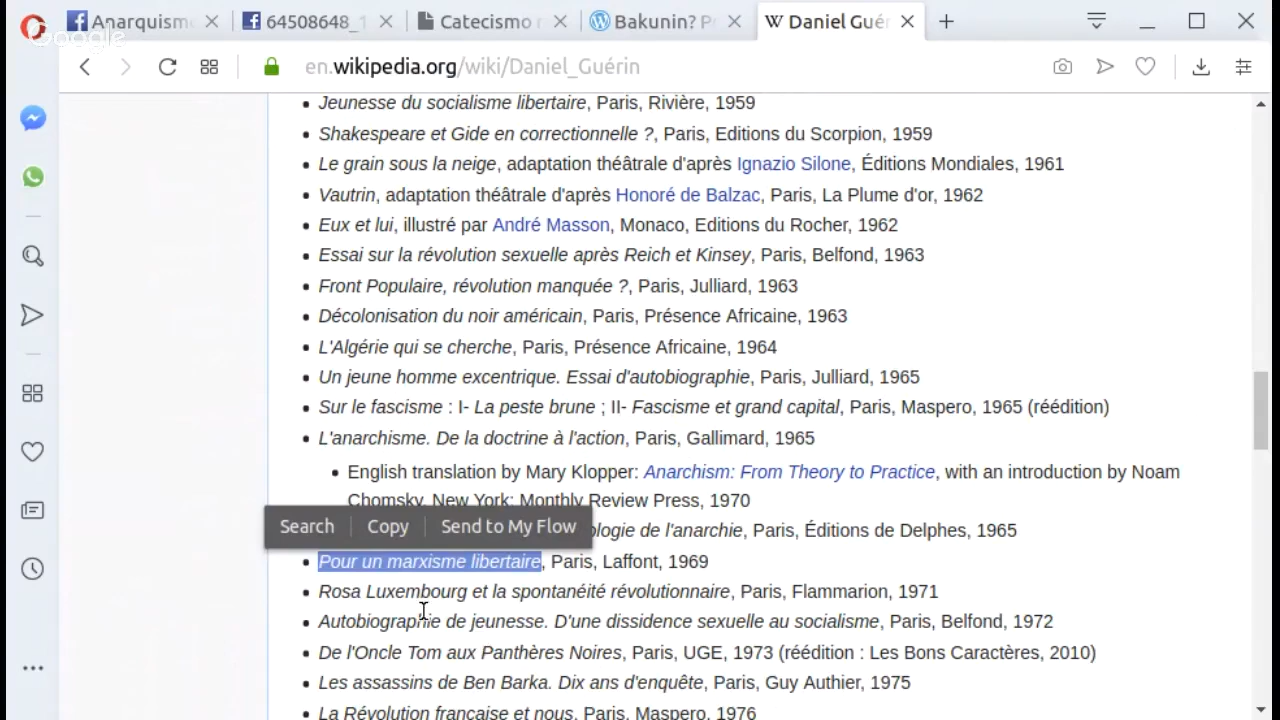 Anarquism
64508648_1
Catecismo r
Bakunin? P
Daniel Guér
Google
en.wikipedia.org/wiki/Daniel_Guérin
Jeunesse du socialisme libertaire, Paris, Rivière, 1959
Shakespeare et Gide en correctionnelle ?, Paris, Editions du Scorpion, 1959
Le grain sous la neige, adaptation théâtrale d'après Ignazio Silone, Éditions Mondiales, 1961
Vautrin, adaptation théâtrale d'après Honoré de Balzac, Paris, La Plume d'or, 1962
Eux et lui, illustré par André Masson, Monaco, Editions du Rocher, 1962
Essai sur la révolution sexuelle après Reich et Kinsey, Paris, Belfond, 1963
Front Populaire, révolution manquée ?, Paris, Julliard, 1963
Décolonisation du noir américain, Paris, Présence Africaine, 1963
L'Algérie qui se cherche, Paris, Présence Africaine, 1964
Un jeune homme excentrique. Essai d'autobiographie, Paris, Julliard, 1965
Sur le fascisme : I- La peste brune ; II- Fascisme et grand capital, Paris, Maspero, 1965 (réédition)
L'anarchisme. De la doctrine à l'action, Paris, Gallimard, 1965
English translation by Mary Klopper: Anarchism: From Theory to Practice, with an introduction by Noam
Chomsky, New York: Monthly Review Press, 1970
Search Copy Send to My Flow
ologie de l'anarchie, Paris, Éditions de Delphes, 1965
Pour un marxisme libertaire, Paris, Laffont, 1969
Rosa Luxembourg et la spontanéité révolutionnaire, Paris, Flammarion, 1971
Autobiographie de jeunesse. D'une dissidence sexuelle au socialisme, Paris, Belfond, 1972
De l'Oncle Tom aux Panthères Noires, Paris, UGE, 1973 (réédition : Les Bons Caractères, 2010)
Les assassins de Ben Barka. Dix ans d'enquête, Paris, Guy Authier, 1975
La Révolution française et nous, Paris, Maspero, 1976